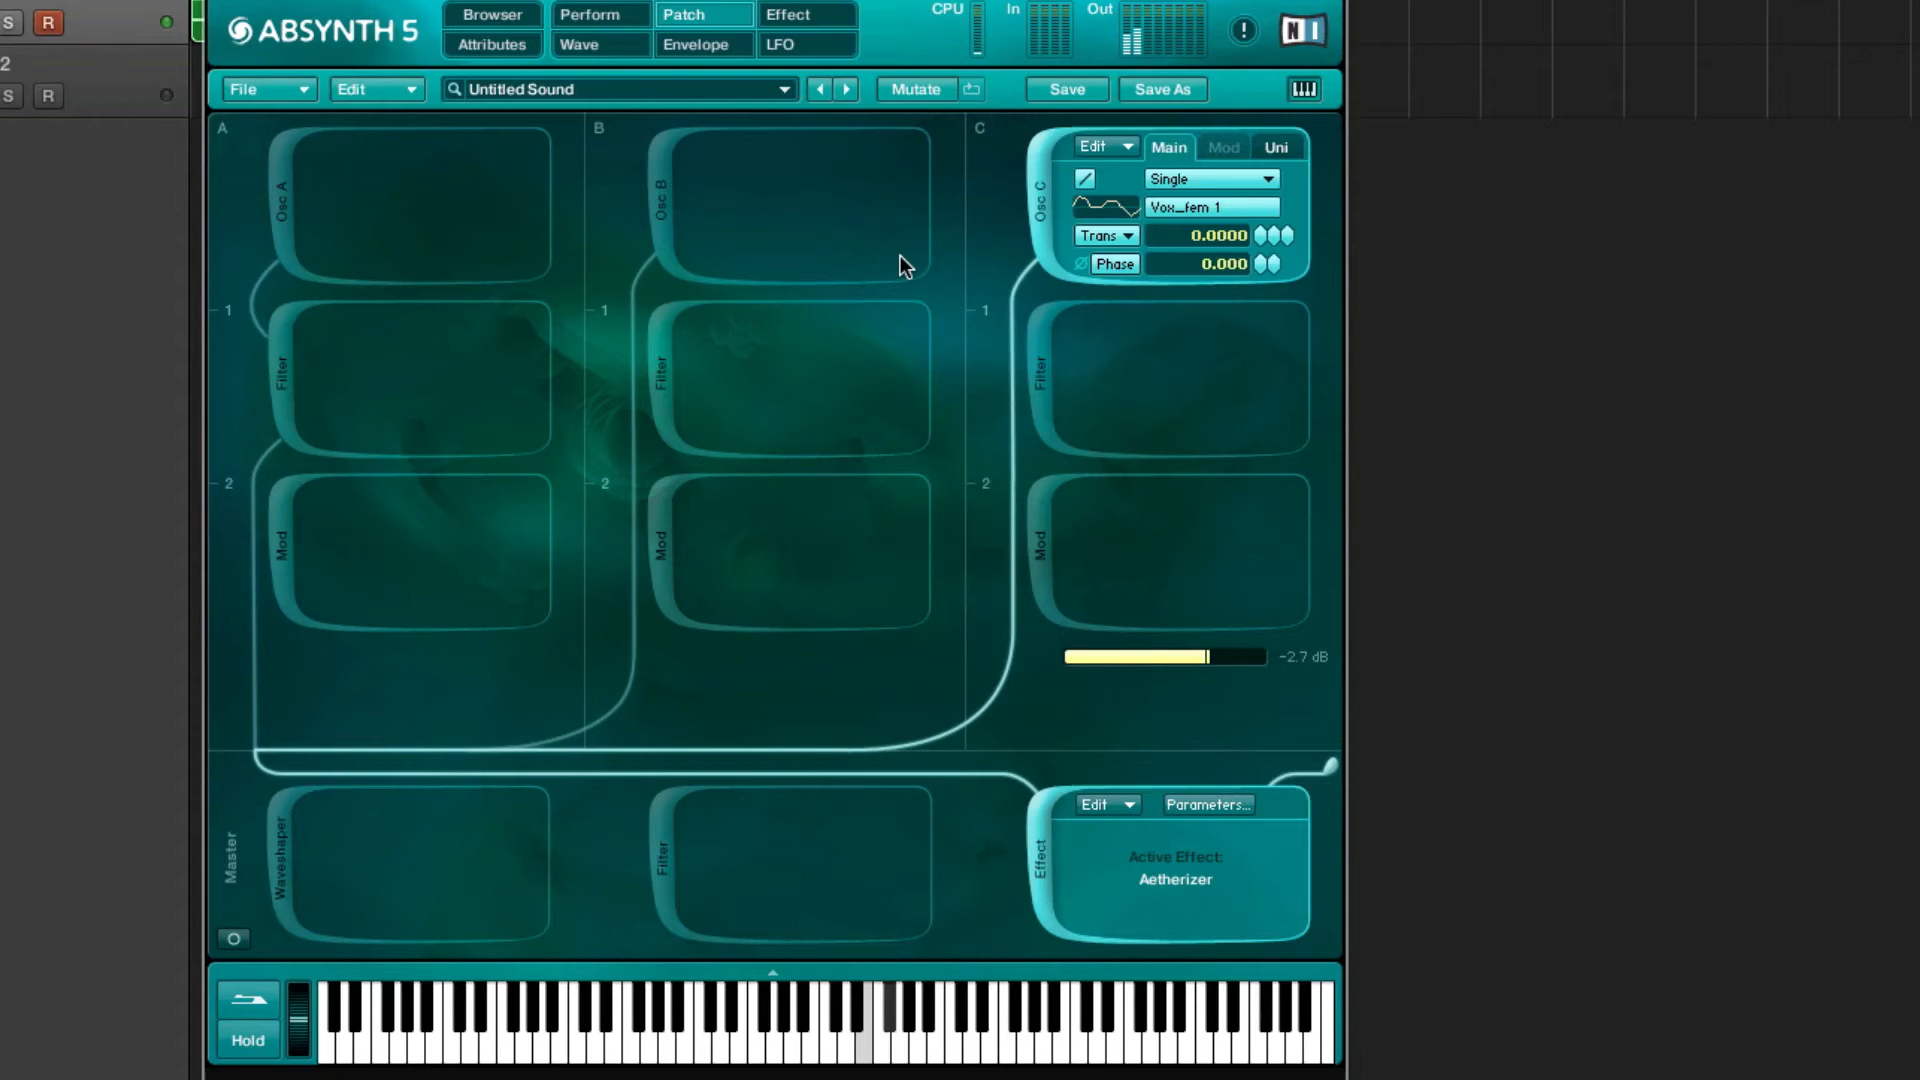 S R
2
S R
ABSYNTH 5
Browser Perform Patch Effect
Attributes Wave Envelope LFO
CPU In Out
! NI
File Edit Untitled Sound Mutate Save Save As
A B C
Osc A
Osc B
Osc C
Edit Main Mod Uni
Single
Vox_fem 1
Trans 0.0000
Phase 0.000
1 1 1
Filter Filter Filter
2 2 2
Mod Mod Mod
-2.7 dB
Master
Waveshaper
Filter
Effect
Edit Parameters...
Active Effect:
Aetherizer
Hold